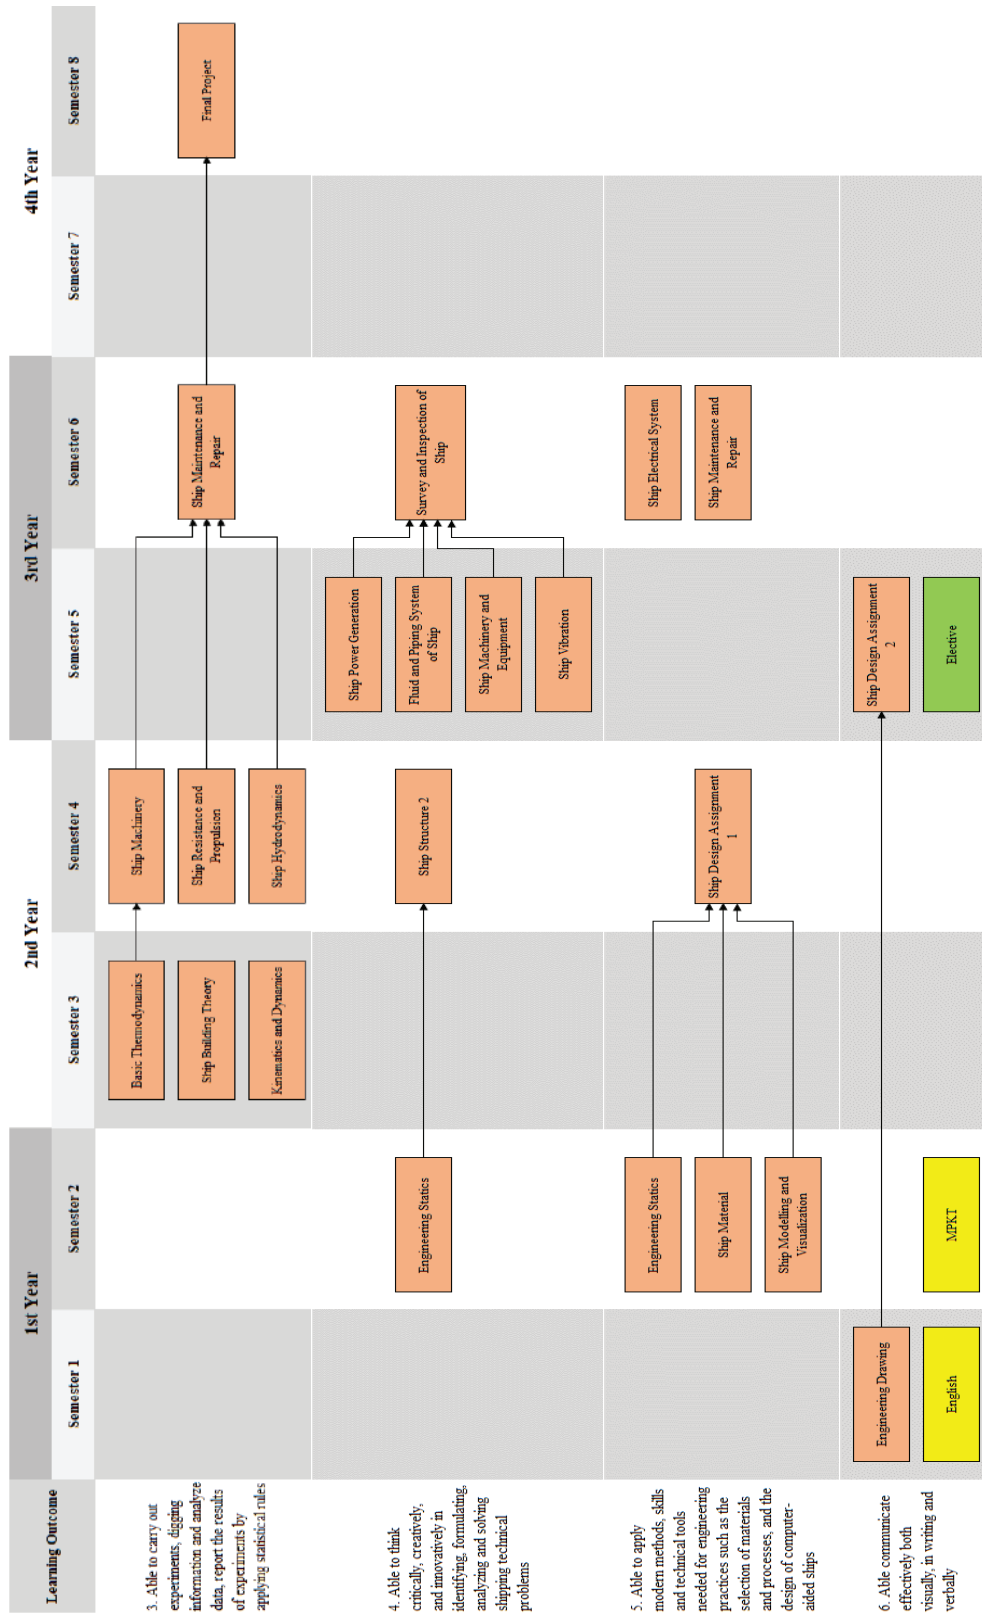 Learning Outcome
1st Year
2nd Year
3rd Year
4th Year
Semester 1
Semester 2
Semester 3
Semester 4
Semester 5
Semester 6
Semester 7
Semester 8
3. Able to carry out
experiments, digging
information and analyze
data, report the results
of experiments by
applying statistical rules
Basic Thermodynamics
Ship Building Theory
Kinematics and Dynamics
Ship Machinery
Ship Resistance and
Propulsion
Ship Hydrodynamics
Ship Maintenance and
Repair
Final Project
4. Able to think
critically, creatively,
and innovatively in
identifying, formulating,
analyzing and solving
shipping technical
problems
Engineering Statics
Ship Structure 2
Ship Power Generation
Fluid and Piping System
of Ship
Ship Machinery and
Equipment
Ship Vibration
Survey and Inspection of
Ship
5. Able to apply
modern methods, skills
and technical tools
needed for engineering
practices such as the
selection of materials
and processes, and the
design of computer-
aided ships
Engineering Statics
Ship Material
Ship Modelling and
Visualization
Ship Design Assignment
1
Ship Electrical System
Ship Maintenance and
Repair
6. Able communicate
effectively both
visually, in writing and
verbally
Engineering Drawing
English
MPKT
Ship Design Assignment
2
Elective